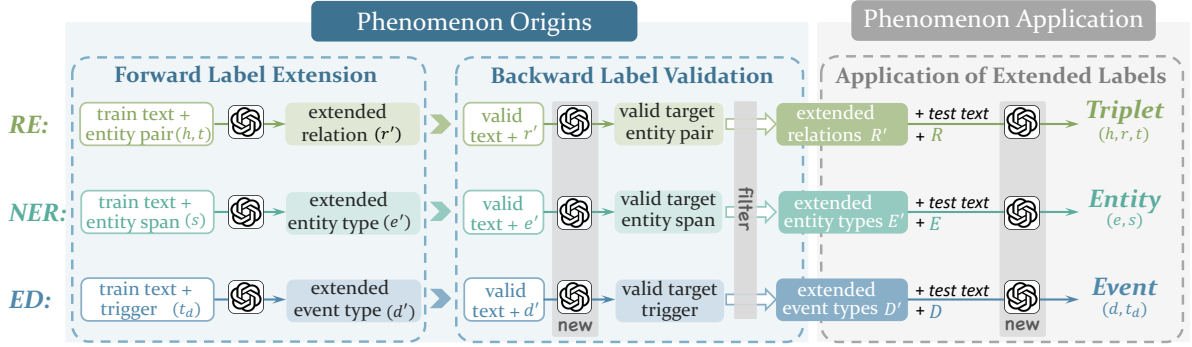 Phenomenon Origins
Phenomenon Application
Forward Label Extension
Backward Label Validation
Application of Extended Labels
RE:
train text +
entity pair (h, t)
extended
relation (r')
valid
text + r'
valid target
entity pair
extended
relations R'
+ test text
+ R
Triplet
(h, r, t)
NER:
train text +
entity span (s)
extended
entity type (e')
valid
text + e'
valid target
entity span
filter
extended
entity types E'
+ test text
+ E
Entity
(e, s)
ED:
train text +
trigger (t_d)
extended
event type (d')
valid
text + d'
new
valid target
trigger
extended
event types D'
+ test text
+ D
new
Event
(d, t_d)